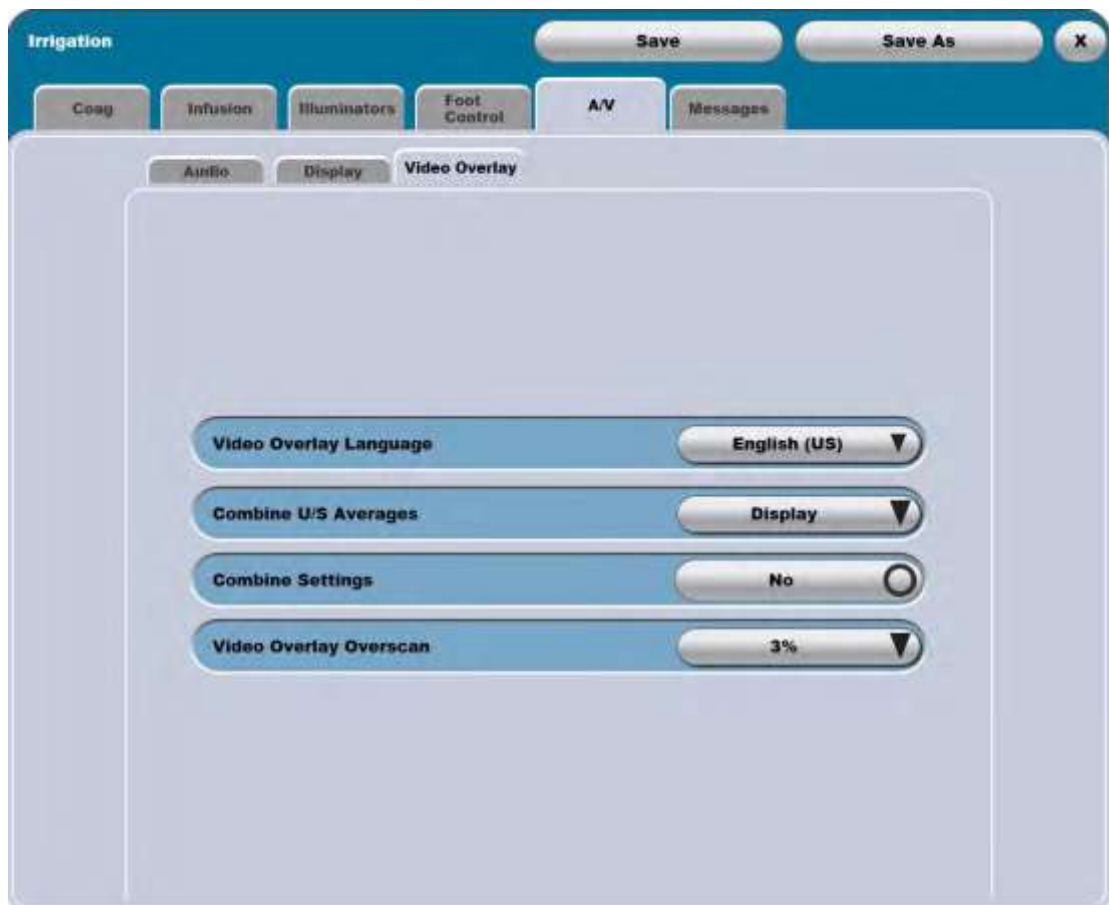 Irrigation
Save
Save As
X
Coag
Infusion
Illuminators
Foot
Control
A/V
Messages
Audio
Display
Video Overlay
Video Overlay Language
English (US)
Combine U/S Averages
Display
Combine Settings
No
Video Overlay Overscan
3%